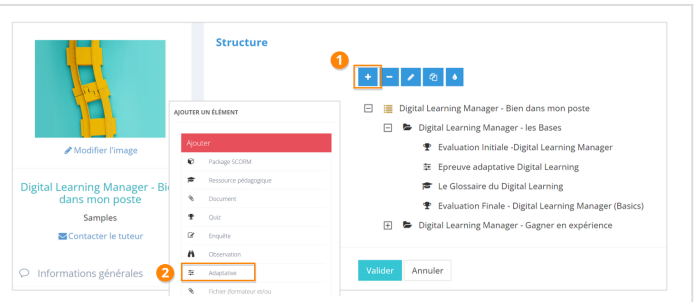 Structure
1
Modifier l'image
Digital Learning Manager - Bi
dans mon poste
Samples
Contacter le tuteur
Informations générales
AJOUTER UN ÉLÉMENT
Ajouter
Package SCORM
Ressource pédagogique
Document
Quiz
Enquête
Observation
2
Adaptative
Fichier (formateur et/ou
Digital Learning Manager - Bien dans mon poste
Digital Learning Manager - les Bases
Evaluation Initiale -Digital Learning Manager
Epreuve adaptative Digital Learning
Le Glossaire du Digital Learning
Evaluation Finale - Digital Learning Manager (Basics)
Digital Learning Manager - Gagner en expérience
Valider
Annuler